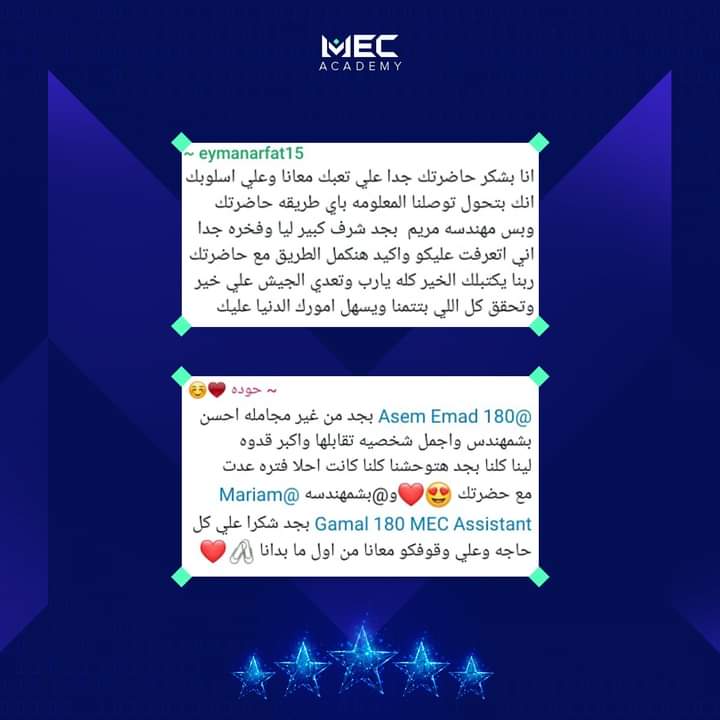 MEC
ACADEMY
~ eymanarfat15
انا بشكر حاضرتك جدا علي تعبك معانا وعلي اسلوبك
انك بتحول توصلنا المعلومه باي طريقه حاضرتك
وبس مهندسه مريم بجد شرف كبير ليا وفخره جدا
اني اتعرفت عليكو واكيد هنكمل الطريق مع حاضرتك
ربنا يكتبلك الخير كله يارب وتعدي الجيش علي خير
وتحقق كل اللي بتتمنا ويسهل امورك الدنيا عليك
~ حوده ❤️☺️
@Asem Emad 180 بجد من غير مجامله احسن
بشمهندس واجمل شخصيه تقابلها واكبر قدوه
لينا كلنا بجد هتوحشنا كلنا كانت احلا فتره عدت
مع حضرتك 😍❤️و@بشمهندسه @Mariam
Gamal 180 MEC Assistant بجد شكرا علي كل
حاجه وعلي وقوفكو معانا من اول ما بدانا 🖇️❤️